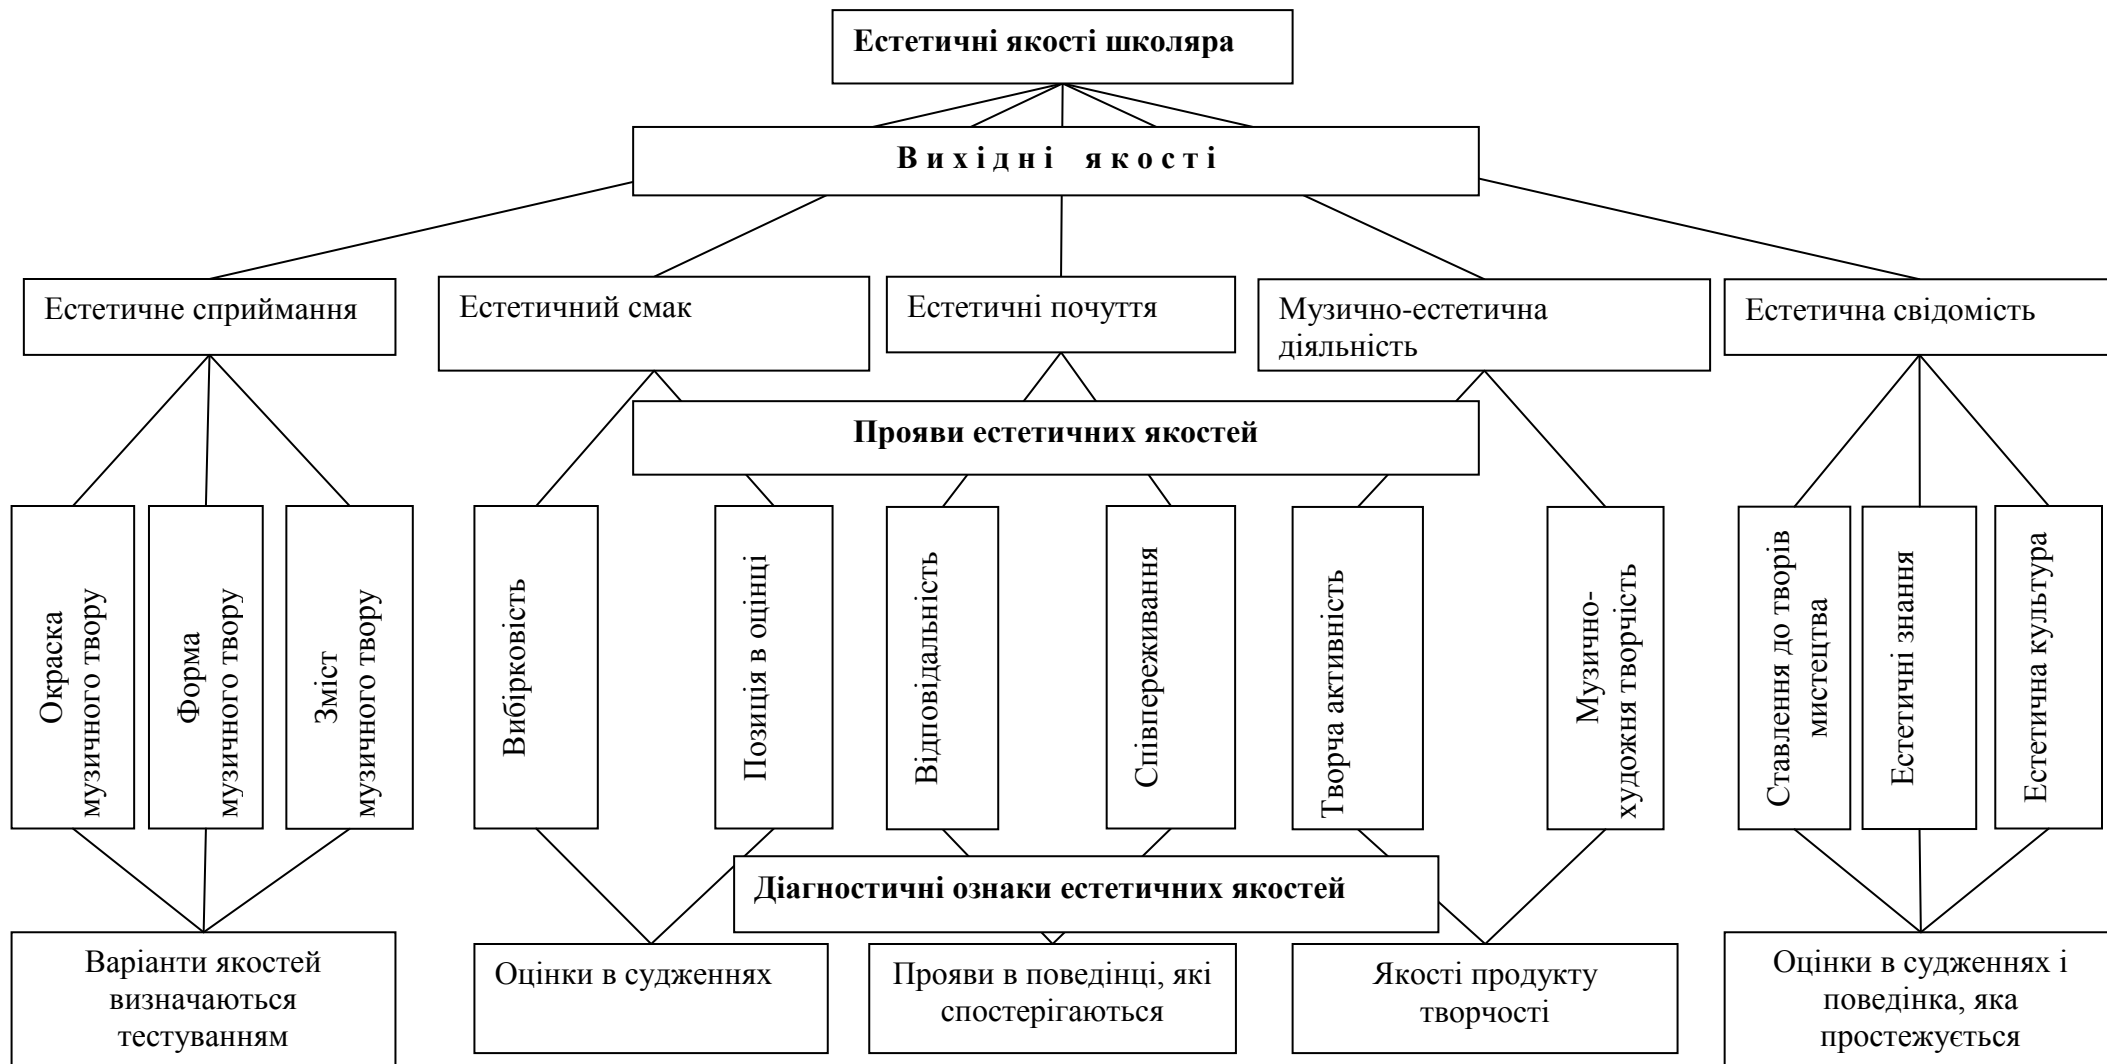 Естетичні якості школяра
Вихідні якості
Естетичне сприймання
Естетичний смак
Естетичні почуття
Музично-естетична
діяльність
Естетична свідомість
Прояви естетичних якостей
Окраска
музичного твору
Форма
музичного твору
Зміст
музичного твору
Вибірковість
Позиція в оцінці
Відповідальність
Співпереживання
Творча активність
Музично-
художня творчість
Ставлення до творів
мистецтва
Естетичні знання
Естетична культура
Діагностичні ознаки естетичних якостей
Варіанти якостей
визначаються
тестуванням
Оцінки в судженнях
Прояви в поведінці, які
спостерігаються
Якості продукту
творчості
Оцінки в судженнях і
поведінка, яка
простежується